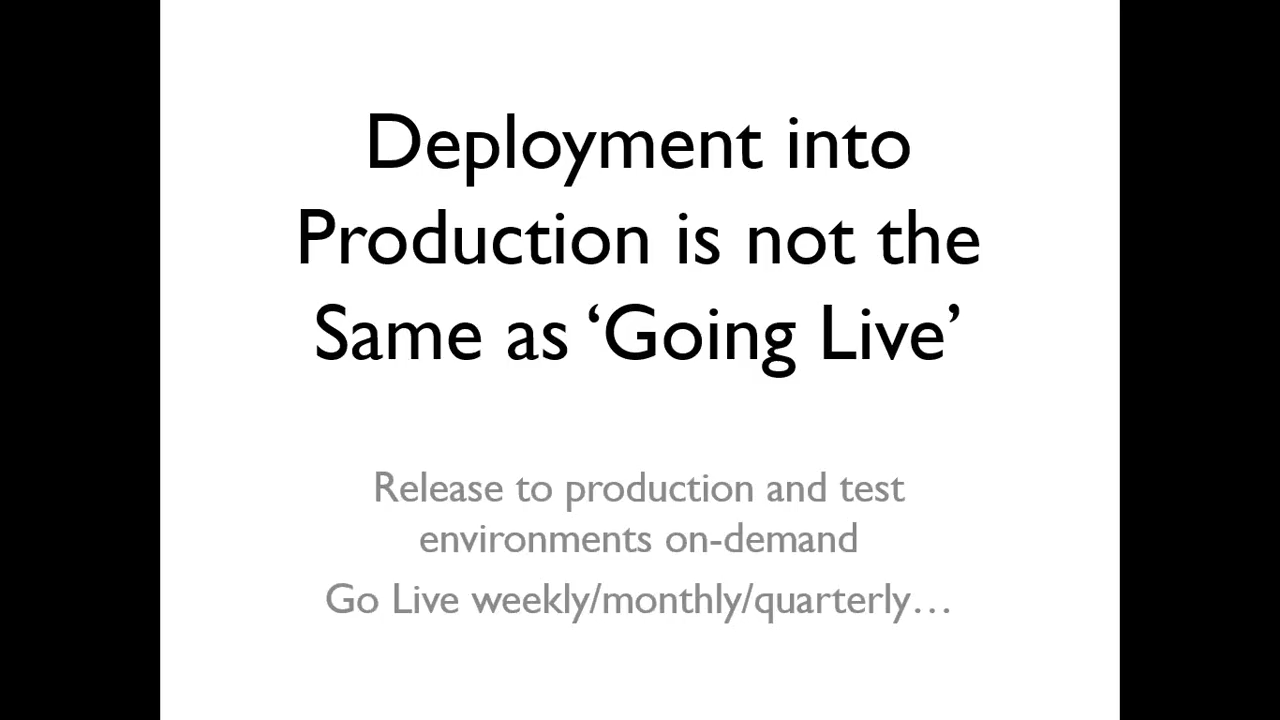 Deployment into
Production is not the
Same as ‘Going Live’
Release to production and test
environments on-demand
Go Live weekly/monthly/quarterly…